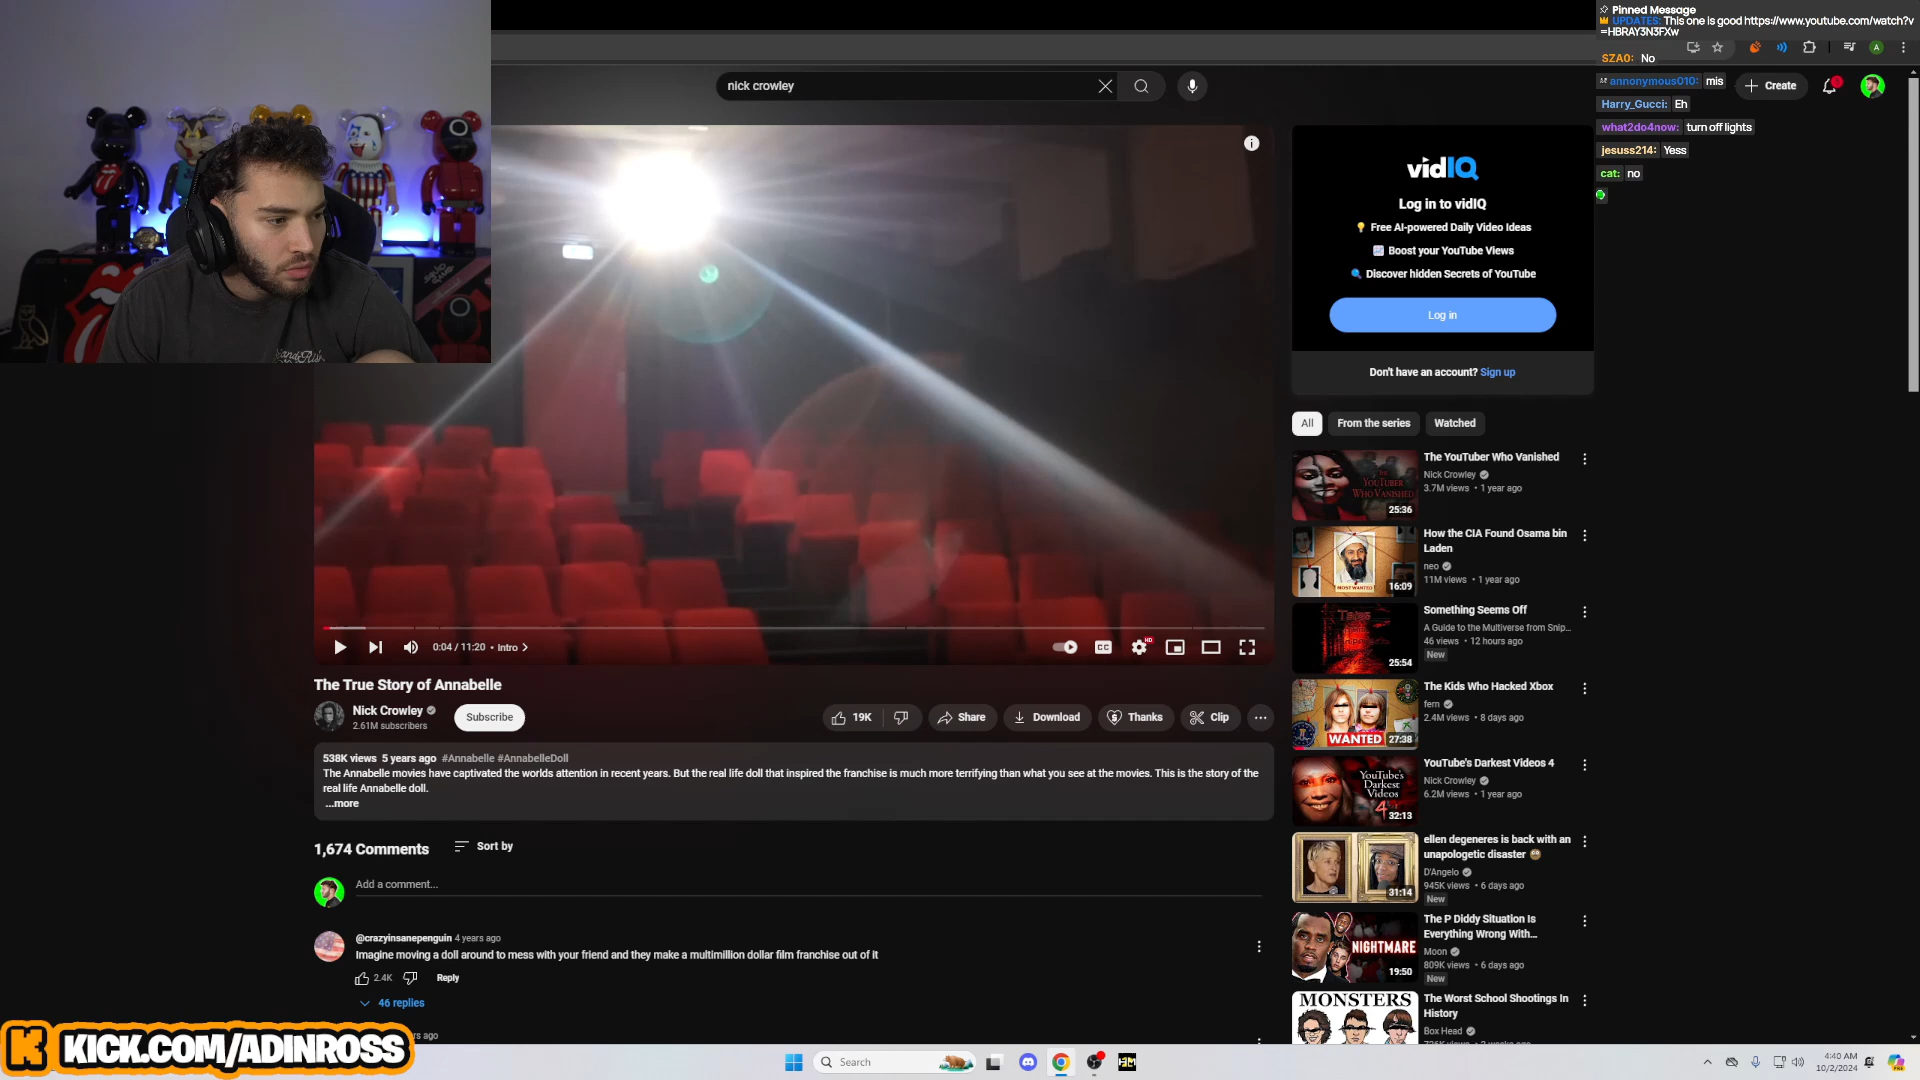 Pinned Message
UPDATES: This one is good https://www.youtube.com/watch?v
=HBRAY3N3FXw
SZA0: No
annonymous010: mis
Harry_Gucci: Eh
what2do4now: turn off lights
jesuss214: Yess
cat: no
nick crowley
Create
A
vidIQ
Log in to vidIQ
Free AI-powered Daily Video Ideas
Boost your YouTube Views
Discover hidden Secrets of YouTube
Log in
Don't have an account? Sign up
All
From the series
Watched
0:04 / 11:20 • Intro
CC
HD
The True Story of Annabelle
Nick Crowley
2.61M subscribers
Subscribe
19K
Share
Download
Thanks
Clip
538K views 5 years ago #Annabelle #AnnabelleDoll
The Annabelle movies have captivated the worlds attention in recent years. But the real life doll that inspired the franchise is much more terrifying than what you see at the movies. This is the story of the
real life Annabelle doll.
...more
1,674 Comments
Sort by
Add a comment...
@crazyinsanepenguin 4 years ago
Imagine moving a doll around to mess with your friend and they make a multimillion dollar film franchise out of it
2.4K
Reply
46 replies
THE YOUTUBER
WHO VANISHED
25:36
The YouTuber Who Vanished
Nick Crowley
3.7M views • 1 year ago
MOST WANTED
16:09
How the CIA Found Osama bin
Laden
neo
11M views • 1 year ago
25:54
Something Seems Off
A Guide to the Multiverse from Snip...
46 views • 12 hours ago
New
WANTED
27:38
The Kids Who Hacked Xbox
fern
2.4M views • 8 days ago
YouTube's
Darkest
Videos
4
32:13
YouTube's Darkest Videos 4
Nick Crowley
6.2M views • 1 year ago
31:14
ellen degeneres is back with an
unapologetic disaster
D'Angelo
945K views • 6 days ago
New
NIGHTMARE
19:50
The P Diddy Situation Is
Everything Wrong With...
Moon
809K views • 6 days ago
New
MONSTERS
The Worst School Shootings In
History
Box Head
K KICK.COM/ADINROSS
Search
4:40 AM
10/2/2024